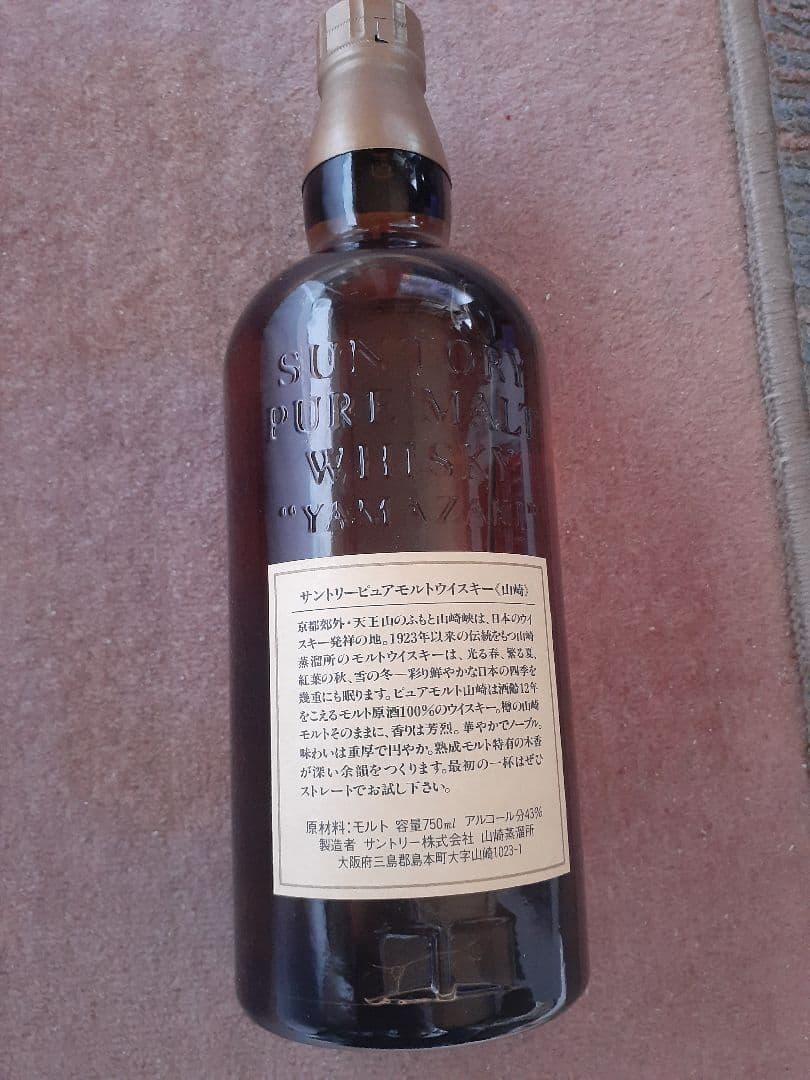 SUNTORY
PURE MALT
WHISKY
"YAMAZAKI"
サントリーピュアモルトウイスキー《山崎》
京都郊外・天王山のふもと山崎峡は、日本のウイ
スキー発祥の地。1923年以来の伝統をもつ山崎
蒸溜所のモルトウイスキーは、光る春、繁る夏、
紅葉の秋、雪の冬—彩り鮮やかな日本の四季を
幾重にも眠ります。ピュアモルト山崎は酒齢12年
をこえるモルト原酒100%のウイスキー。樽の山崎
モルトそのままに、香りは芳烈。華やかでノーブル。
味わいは重厚で円やか。熟成モルト特有の木香
が深い余韻をつくります。最初の一杯はぜひ
ストレートでお試し下さい。
原材料:モルト 容量750ml アルコール分43%
製造者 サントリー株式会社 山崎蒸溜所
大阪府三島郡島本町大字山崎1023-1